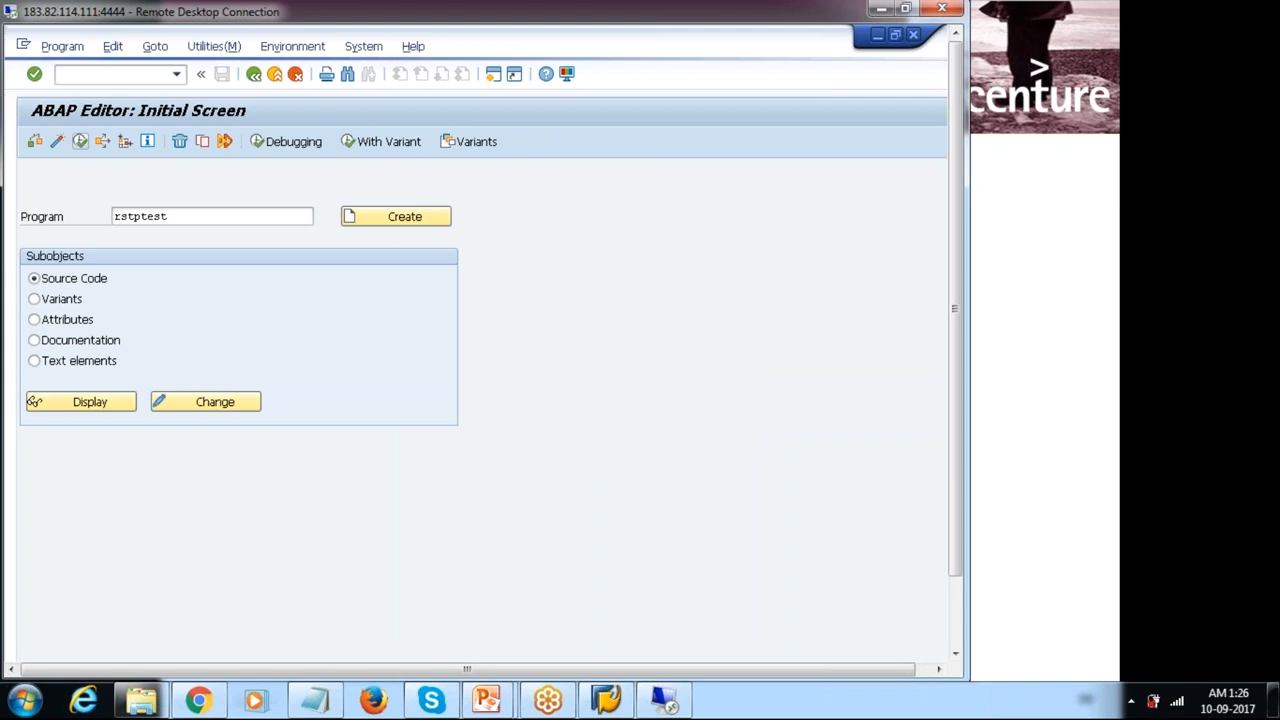 183.82.114.111:4444 - Remote Desktop Connection
Program Edit Goto Utilities(M) Environment System Help
ABAP Editor: Initial Screen
Debugging With Variant Variants
Program rstptest Create
Subobjects
Source Code
Variants
Attributes
Documentation
Text elements
Display Change
>
centure
AM 1:26
10-09-2017